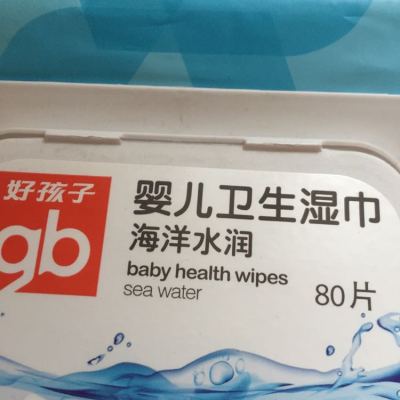 好孩子
gb
婴儿卫生湿巾
海洋水润
baby health wipes
sea water
80片